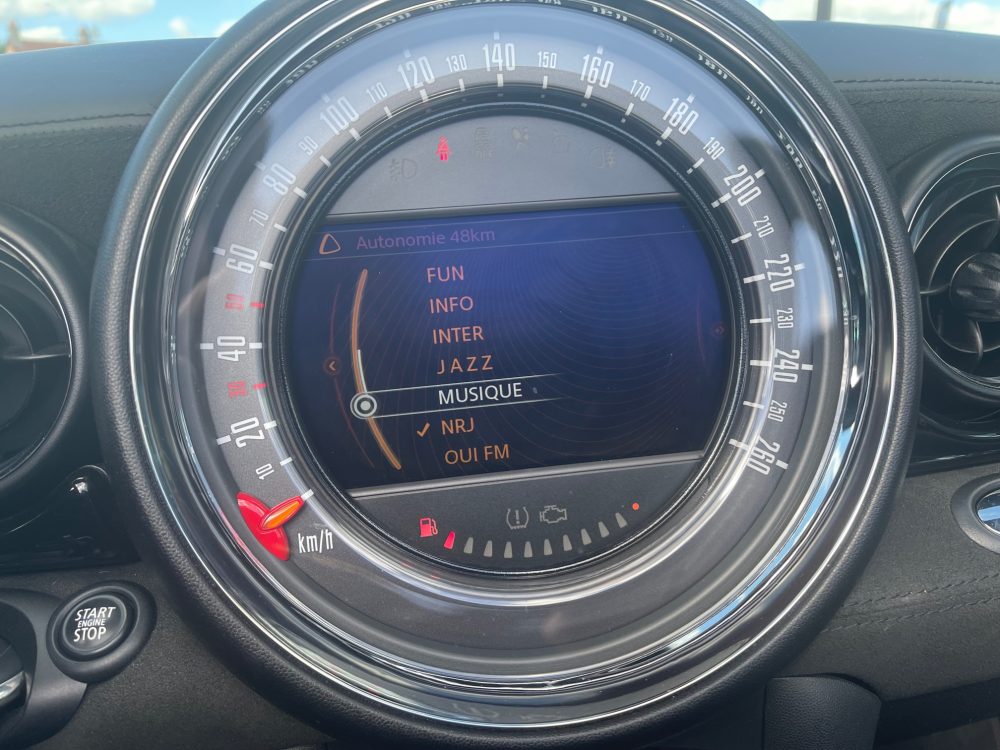 10
20
30
40
50
60
70
80
90
100
110
120
130
140
150
160
170
180
190
200
210
220
230
240
250
260
km/h
Autonomie 48km
FUN
INFO
INTER
JAZZ
MUSIQUE
NRJ
OUI FM
START
ENGINE
STOP